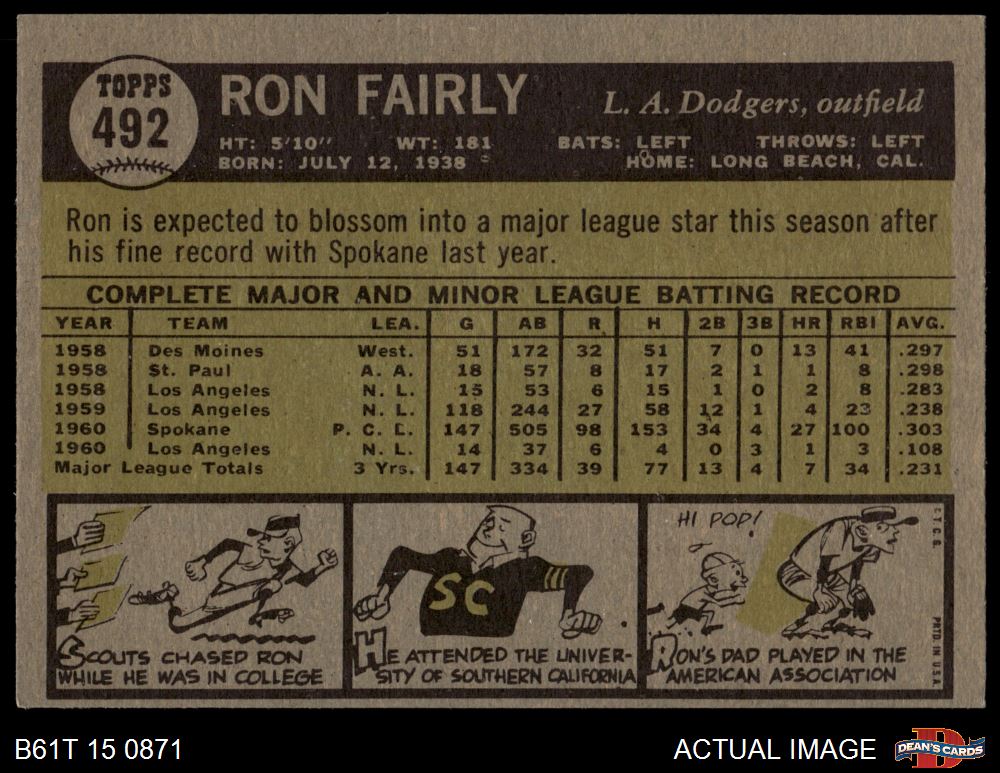 TOPPS
492
RON FAIRLY
L. A. Dodgers, outfield
HT: 5'10" WT: 181 BATS: LEFT THROWS: LEFT
BORN: JULY 12, 1938 HOME: LONG BEACH, CAL.
Ron is expected to blossom into a major league star this season after
his fine record with Spokane last year.
COMPLETE MAJOR AND MINOR LEAGUE BATTING RECORD
YEAR TEAM LEA. G AB R H 2B 3B HR RBI AVG.
1958 Des Moines West. 51 172 32 51 7 0 13 41 .297
1958 St. Paul A. A. 18 57 8 17 2 1 1 8 .298
1958 Los Angeles N. L. 15 53 6 15 1 0 2 8 .283
1959 Los Angeles N. L. 118 244 27 58 12 1 4 23 .238
1960 Spokane P. C. L. 147 505 98 153 34 4 27 100 .303
1960 Los Angeles N. L. 14 37 6 4 0 3 1 3 .108
Major League Totals 3 Yrs. 147 334 39 77 13 4 7 34 .231
SCOUTS CHASED RON
WHILE HE WAS IN COLLEGE
SC
HE ATTENDED THE UNIVER-
SITY OF SOUTHERN CALIFORNIA
HI POP!
RON'S DAD PLAYED IN THE
AMERICAN ASSOCIATION
© T.C.G.
PRTD. IN U.S.A.
B61T 15 0871
ACTUAL IMAGE
D
DEAN'S CARDS